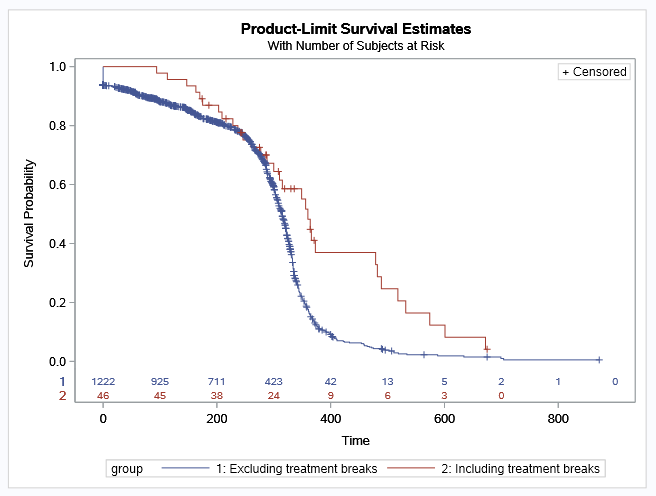 Product-Limit Survival Estimates
With Number of Subjects at Risk
+ Censored
1.0
0.8
0.6
0.4
0.2
0.0
Survival Probability
1 1222 925 711 423 42 13 5 2 1 0
2 46 45 38 24 9 6 3 0
0 200 400 600 800
Time
group 1: Excluding treatment breaks 2: Including treatment breaks